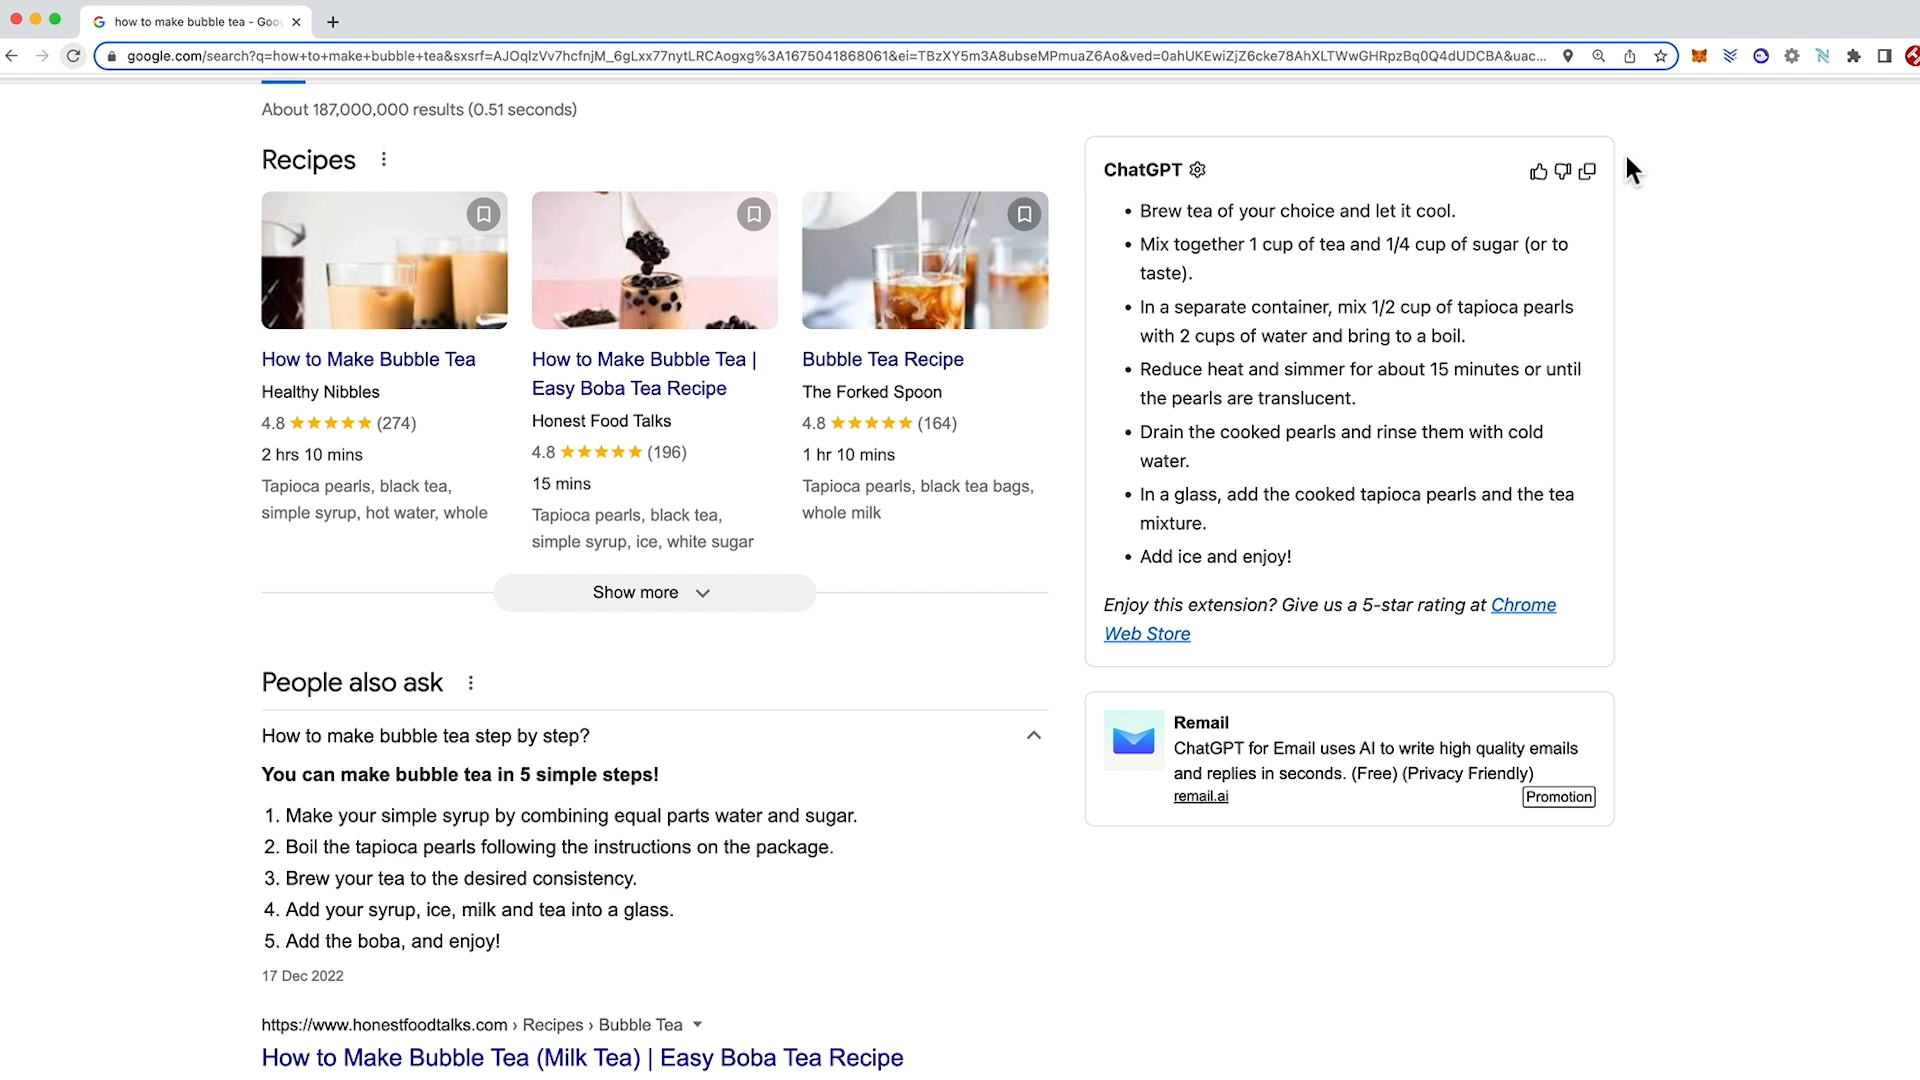 how to make bubble tea - Goo
google.com/search?q=how+to+make+bubble+tea&sxsrf=AJOqlzVv7hcfnjM_6gLxx77nytLRCAogxg%3A1675041868061&ei=TBzXY5m3A8ubseMPmuaZ6Ao&ved=0ahUKEwiZjZ6cke78AhXLTWwGHRpzBq0Q4dUDCBA&uac...
About 187,000,000 results (0.51 seconds)
Recipes
How to Make Bubble Tea
Healthy Nibbles
4.8 (274)
2 hrs 10 mins
Tapioca pearls, black tea,
simple syrup, hot water, whole
How to Make Bubble Tea |
Easy Boba Tea Recipe
Honest Food Talks
4.8 (196)
15 mins
Tapioca pearls, black tea,
simple syrup, ice, white sugar
Bubble Tea Recipe
The Forked Spoon
4.8 (164)
1 hr 10 mins
Tapioca pearls, black tea bags,
whole milk
Show more
People also ask
How to make bubble tea step by step?
You can make bubble tea in 5 simple steps!
1. Make your simple syrup by combining equal parts water and sugar.
2. Boil the tapioca pearls following the instructions on the package.
3. Brew your tea to the desired consistency.
4. Add your syrup, ice, milk and tea into a glass.
5. Add the boba, and enjoy!
17 Dec 2022
https://www.honestfoodtalks.com › Recipes › Bubble Tea
How to Make Bubble Tea (Milk Tea) | Easy Boba Tea Recipe
ChatGPT
• Brew tea of your choice and let it cool.
• Mix together 1 cup of tea and 1/4 cup of sugar (or to
taste).
• In a separate container, mix 1/2 cup of tapioca pearls
with 2 cups of water and bring to a boil.
• Reduce heat and simmer for about 15 minutes or until
the pearls are translucent.
• Drain the cooked pearls and rinse them with cold
water.
• In a glass, add the cooked tapioca pearls and the tea
mixture.
• Add ice and enjoy!
Enjoy this extension? Give us a 5-star rating at Chrome
Web Store
Remail
ChatGPT for Email uses AI to write high quality emails
and replies in seconds. (Free) (Privacy Friendly)
remail.ai
Promotion